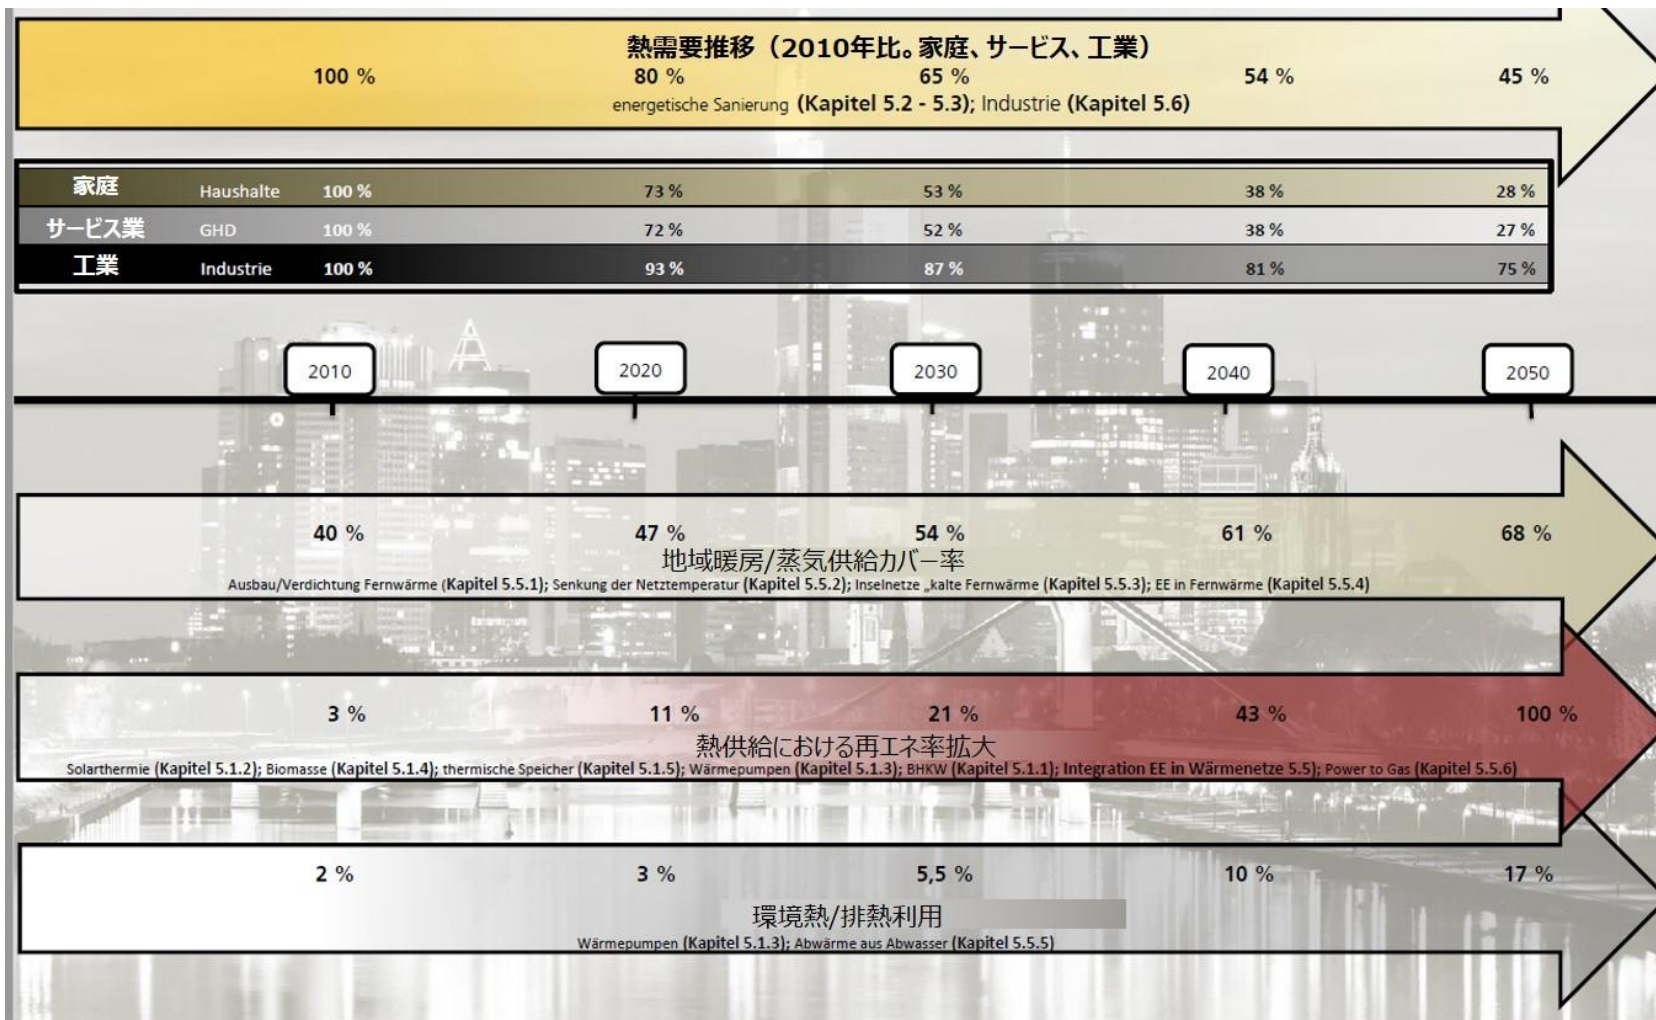 熱需要推移（2010年比。家庭、サービス、工業）
100 % 80 % 65 % 54 % 45 %
energetische Sanierung (Kapitel 5.2 - 5.3); Industrie (Kapitel 5.6)
家庭 Haushalte 100 % 73 % 53 % 38 % 28 %
サービス業 GHD 100 % 72 % 52 % 38 % 27 %
工業 Industrie 100 % 93 % 87 % 81 % 75 %
2010 2020 2030 2040 2050
40 % 47 % 54 % 61 % 68 %
地域暖房/蒸気供給カバー率
Ausbau/Verdichtung Fernwärme (Kapitel 5.5.1); Senkung der Netztemperatur (Kapitel 5.5.2); Inselnetze „kalte Fernwärme (Kapitel 5.5.3); EE in Fernwärme (Kapitel 5.5.4)
3 % 11 % 21 % 43 % 100 %
熱供給における再エネ率拡大
Solarthermie (Kapitel 5.1.2); Biomasse (Kapitel 5.1.4); thermische Speicher (Kapitel 5.1.5); Wärmepumpen (Kapitel 5.1.3); BHKW (Kapitel 5.1.1); Integration EE in Wärmenetze 5.5); Power to Gas (Kapitel 5.5.6)
2 % 3 % 5,5 % 10 % 17 %
環境熱/排熱利用
Wärmepumpen (Kapitel 5.1.3); Abwärme aus Abwasser (Kapitel 5.5.5)